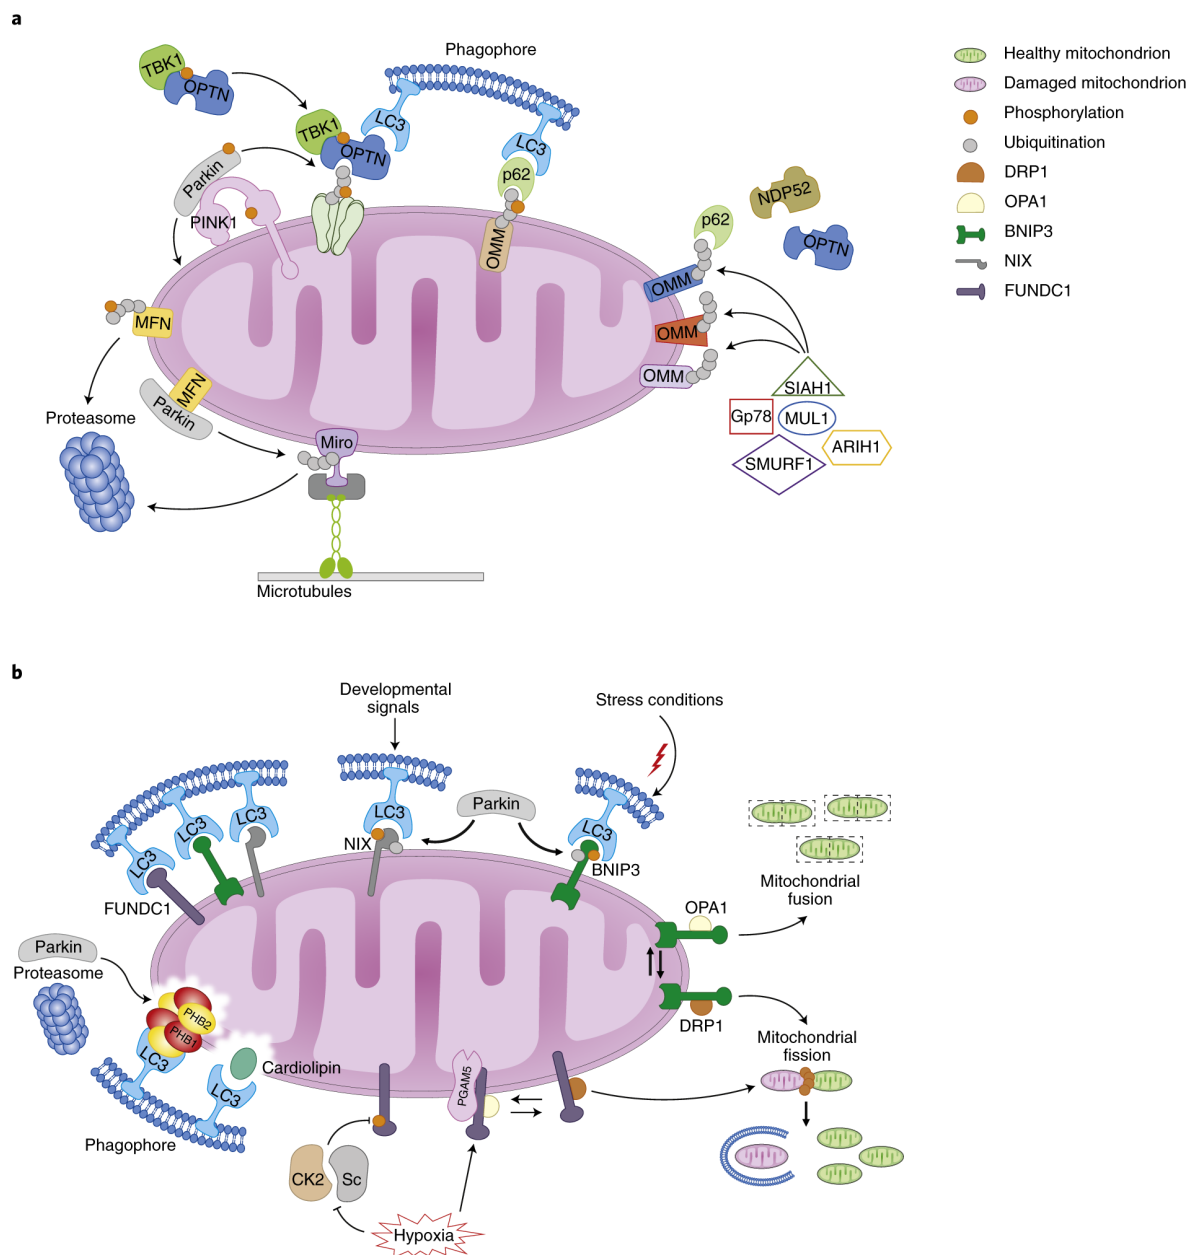 a
Phagophore
TBK1
OPTN
TBK1
OPTN
LC3
LC3
Parkin
PINK1
p62
OMM
p62
NDP52
OPTN
OMM
OMM
OMM
MFN
MFN
Parkin
Proteasome
Miro
Microtubules
SIAH1
Gp78
MUL1
ARIH1
SMURF1
Healthy mitochondrion
Damaged mitochondrion
Phosphorylation
Ubiquitination
DRP1
OPA1
BNIP3
NIX
FUNDC1
b
Developmental
signals
Stress conditions
LC3
LC3
LC3
LC3
Parkin
LC3
NIX
BNIP3
FUNDC1
Mitochondrial
fusion
OPA1
DRP1
Parkin
Proteasome
PHB2
PHB1
LC3
Cardiolipin
LC3
Phagophore
PGAM5
Mitochondrial
fission
CK2
Sc
Hypoxia